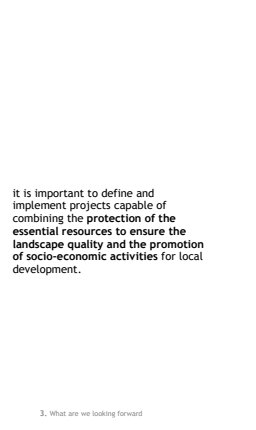 it is important to define and
implement projects capable of
combining the protection of the
essential resources to ensure the
landscape quality and the promotion
of socio-economic activities for local
development.
3. What are we looking forward